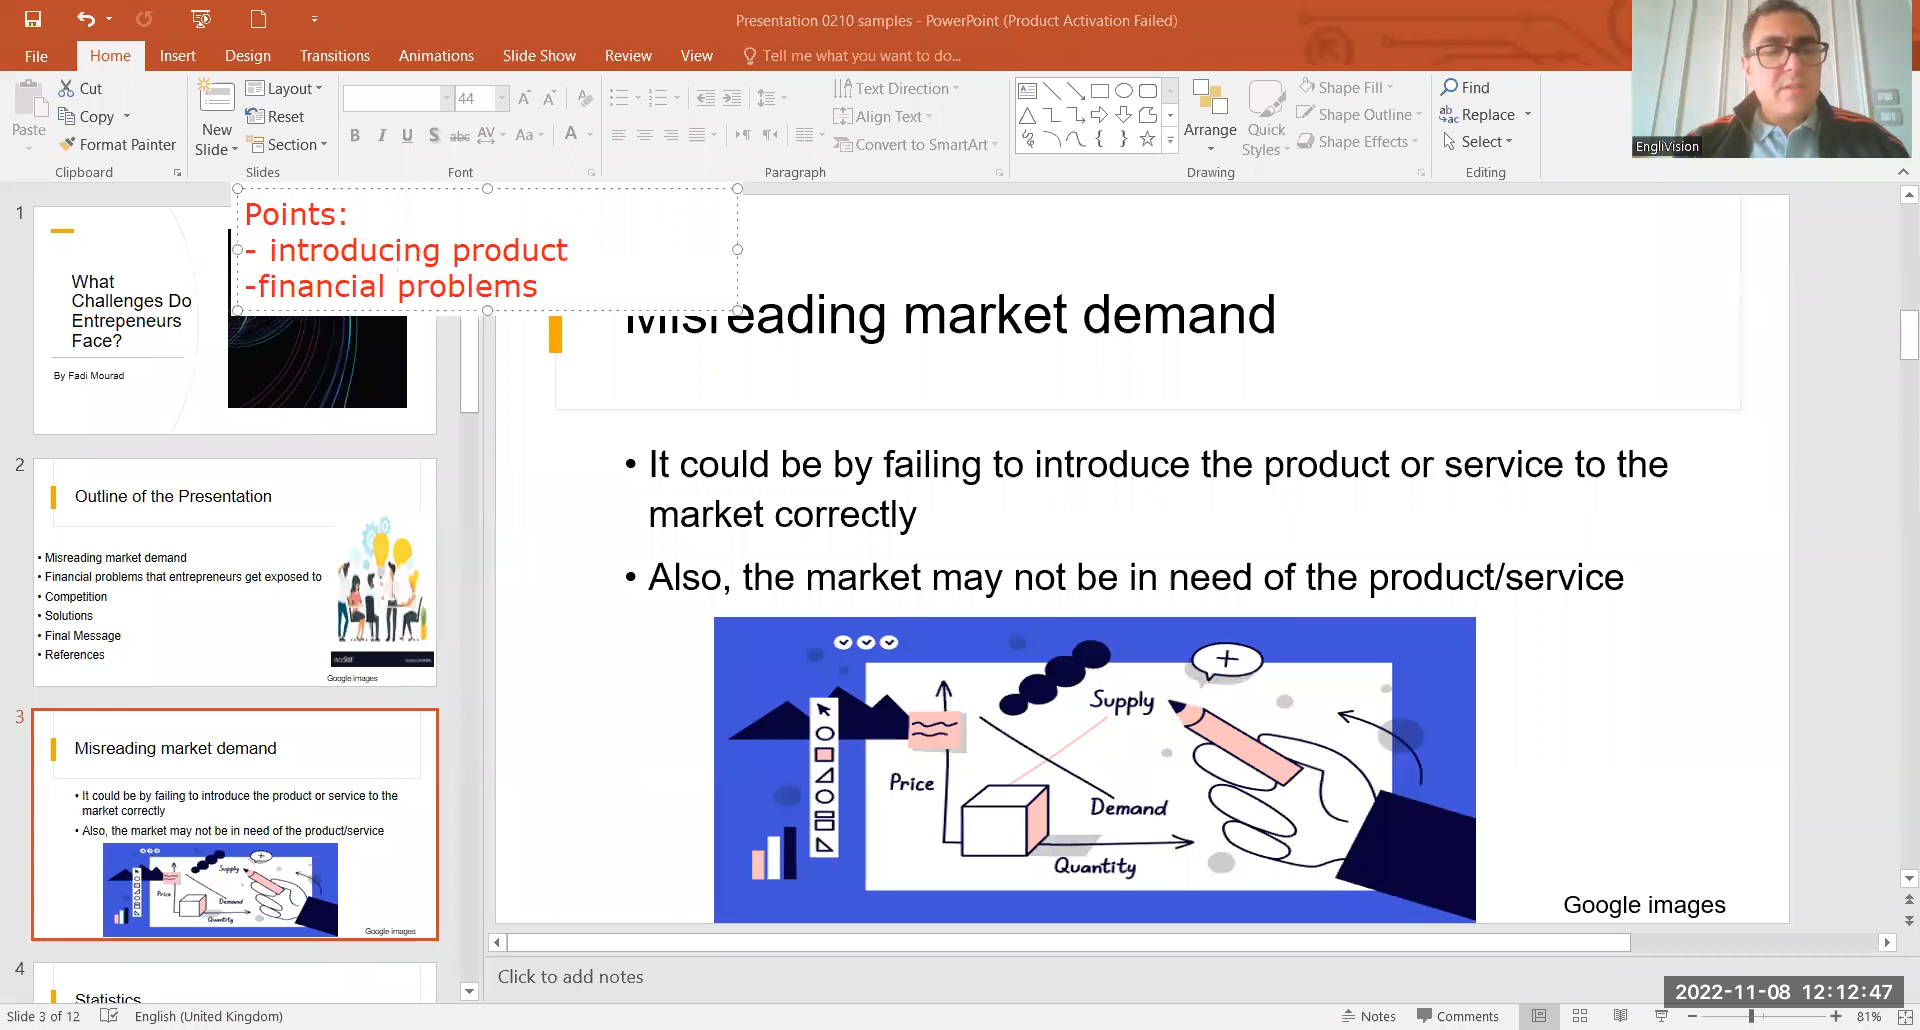 Presentation 0210 samples - PowerPoint (Product Activation Failed)
File Home Insert Design Transitions Animations Slide Show Review View Tell me what you want to do...
Paste
Cut
Copy
Format Painter
Clipboard
New
Slide
Layout
Reset
Section
Slides
44
B I U S abc AV Aa A
Font
Text Direction
Align Text
Convert to SmartArt
Paragraph
Arrange
Quick
Styles
Shape Fill
Shape Outline
Shape Effects
Drawing
Find
Replace
Select
Editing
EngliVision
Points:
- introducing product
-financial problems
1
What
Challenges Do
Entrepeneurs
Face?
By Fadi Mourad
2
Outline of the Presentation
• Misreading market demand
• Financial problems that entrepreneurs get exposed to
• Competition
• Solutions
• Final Message
• References
Google images
3
Misreading market demand
• It could be by failing to introduce the product or service to the
market correctly
• Also, the market may not be in need of the product/service
Supply
Price
Demand
Quantity
Google images
4
Statistics
Misreading market demand
• It could be by failing to introduce the product or service to the
market correctly
• Also, the market may not be in need of the product/service
Supply
Price
Demand
Quantity
Google images
Click to add notes
2022-11-08 12:12:47
Slide 3 of 12 English (United Kingdom) Notes Comments 81%